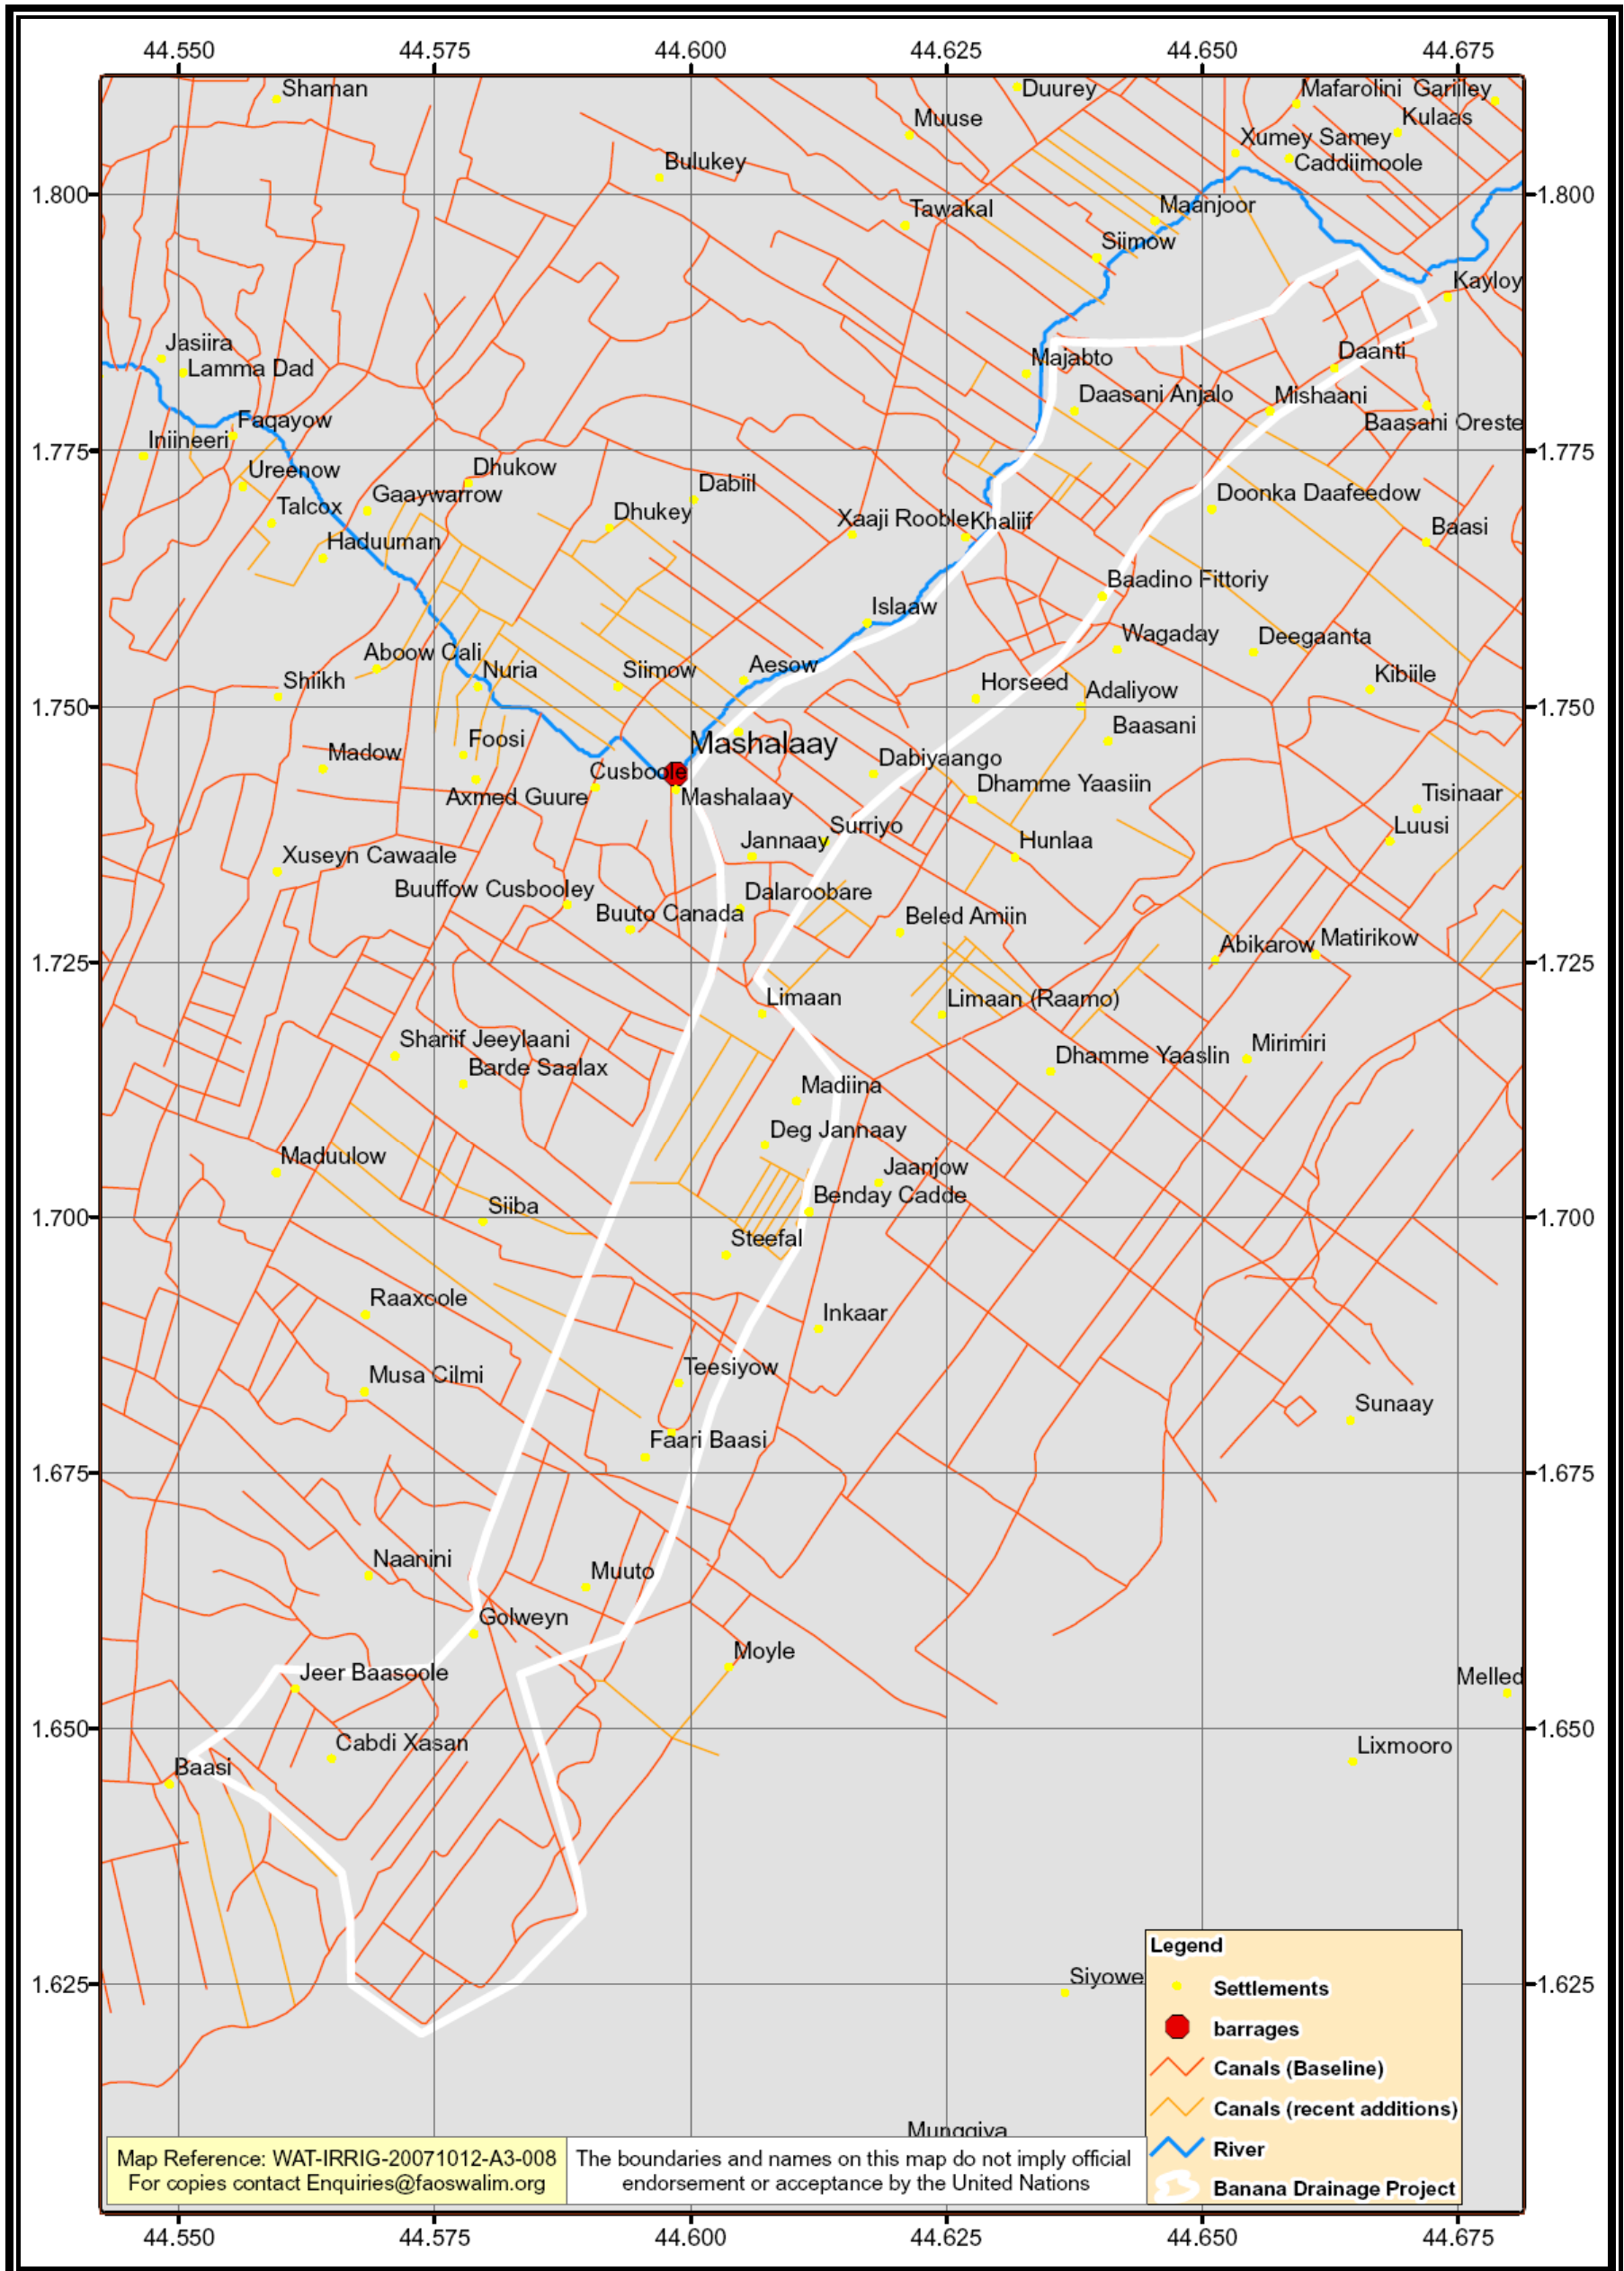 44.550 44.575 44.600 44.625 44.650 44.675
Shaman
Duurey
Mafarolini Gariiley
Muuse
Kulaas
Xumey Samey
Bulukey
Caddiimoole
1.800
1.800
Tawakal
Maanjoor
Siimow
Kayloy
Jasiira
Daanti
Majabto
Lamma Dad
Daasani Anjalo
Mishaani
Faqayow
Baasani Oreste
Iniineeri
1.775
1.775
Ureenow
Dhukow
Dabiil
Gaaywarrow
Doonka Daafeedow
Talcox
Dhukey
Xaaji Rooble
Khaliif
Baasi
Haduuman
Baadino Fittoriy
Islaaw
Wagaday
Deegaanta
Aboow Cali
Aesow
Nuria
Siimow
Kibiile
Shiikh
Horseed
Adaliyow
1.750
1.750
Baasani
Foosi
Mashalaay
Madow
Dabiyaango
Cusboole
Dhamme Yaasiin
Axmed Guure
Mashalaay
Tisinaar
Surriyo
Luusi
Jannaay
Hunlaa
Xuseyn Cawaale
Buuffow Cusbooley
Dalaroobare
Buuto Canada
Beled Amiin
Abikarow
Matirikow
1.725
1.725
Limaan
Limaan (Raamo)
Shariif Jeeylaani
Mirimiri
Dhamme Yaaslin
Barde Saalax
Madiina
Deg Jannaay
Maduulow
Jaanjow
Benday Cadde
Siiba
1.700
1.700
Steefal
Raaxoole
Inkaar
Teesiyow
Musa Cilmi
Sunaay
Faari Baasi
1.675
1.675
Naanini
Muuto
Golweyn
Moyle
Jeer Baasoole
Melled
1.650
1.650
Cabdi Xasan
Lixmooro
Baasi
Legend
Siyowe
1.625
1.625
Settlements
barrages
Canals (Baseline)
Canals (recent additions)
River
Banana Drainage Project
Munggiya
Map Reference: WAT-IRRIG-20071012-A3-008
For copies contact Enquiries@faoswalim.org
The boundaries and names on this map do not imply official
endorsement or acceptance by the United Nations
44.550 44.575 44.600 44.625 44.650 44.675